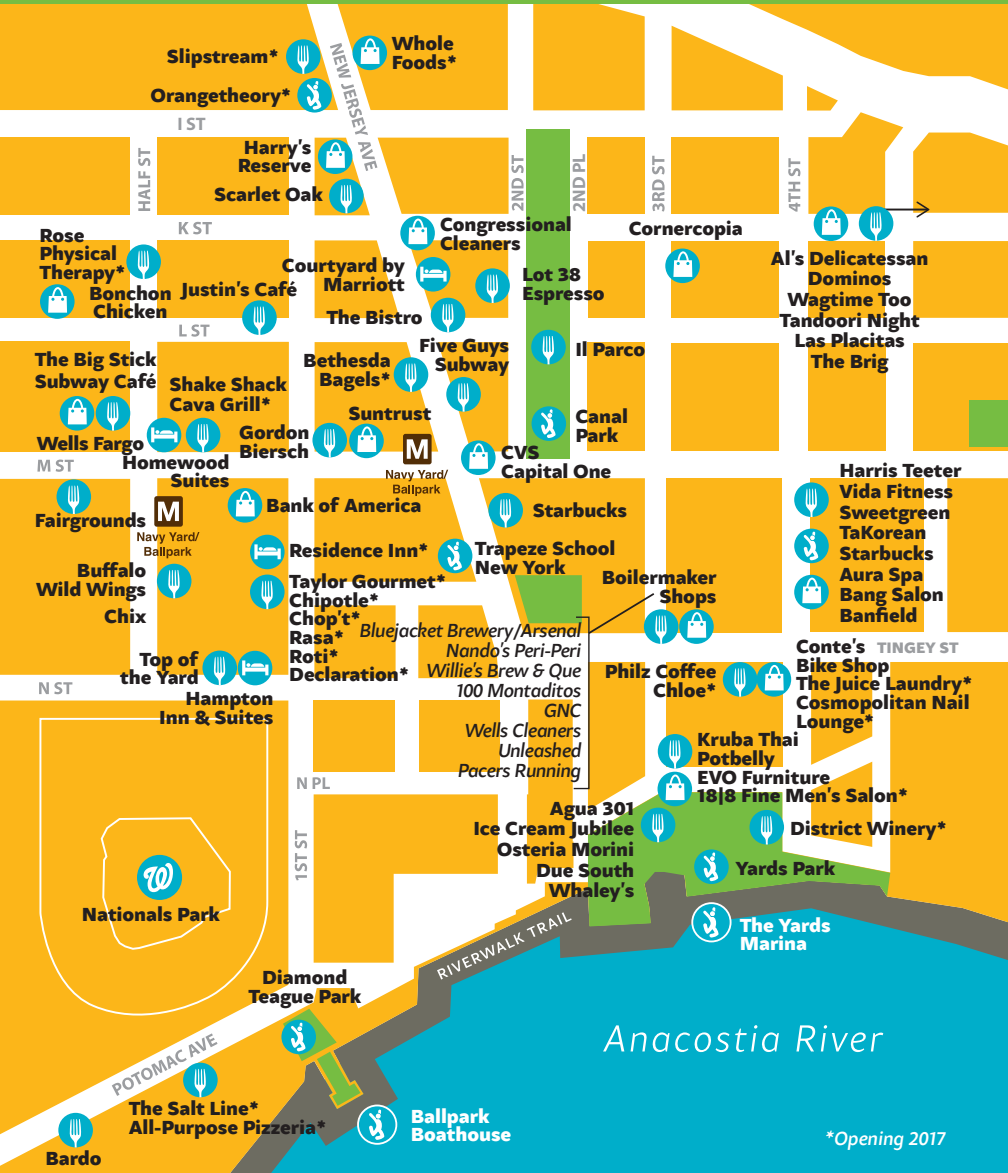 Slipstream*
NEW JERSEY AVE
Whole
Foods*
Orangetheory*
I ST
HALF ST
Harry's
Reserve
Scarlet Oak
2ND ST
2ND PL
3RD ST
4TH ST
K ST
Rose
Physical
Therapy*
Bonchon
Chicken
Justin's Café
Courtyard by
Marriott
The Bistro
Congressional
Cleaners
Lot 38
Espresso
Cornercopia
Al's Delicatessan
Dominos
Wagtime Too
Tandoori Night
Las Placitas
The Brig
L ST
The Big Stick
Subway Café
Wells Fargo
Shake Shack
Cava Grill*
Homewood
Suites
Bethesda
Bagels*
Five Guys
Subway
Il Parco
Suntrust
Gordon
Biersch
M
Navy Yard/
Ballpark
CVS
Capital One
Canal
Park
M ST
Fairgrounds
M
Navy Yard/
Ballpark
Bank of America
Starbucks
Harris Teeter
Vida Fitness
Sweetgreen
TaKorean
Starbucks
Aura Spa
Bang Salon
Banfield
Residence Inn*
Trapeze School
New York
Buffalo
Wild Wings
Chix
Taylor Gourmet*
Chipotle*
Chop't*
Rasa*
Roti*
Declaration*
Boilermaker
Shops
Bluejacket Brewery/Arsenal
Nando's Peri-Peri
Willie's Brew & Que
100 Montaditos
GNC
Wells Cleaners
Unleashed
Pacers Running
TINGEY ST
Top of
the Yard
Hampton
Inn & Suites
N ST
Philz Coffee
Chloe*
Conte's
Bike Shop
The Juice Laundry*
Cosmopolitan Nail
Lounge*
Kruba Thai
Potbelly
EVO Furniture
18|8 Fine Men's Salon*
N PL
1ST ST
Agua 301
Ice Cream Jubilee
Osteria Morini
Due South
Whaley's
District Winery*
Yards Park
W
Nationals Park
The Yards
Marina
RIVERWALK TRAIL
Diamond
Teague Park
Anacostia River
POTOMAC AVE
The Salt Line*
All-Purpose Pizzeria*
Bardo
Ballpark
Boathouse
*Opening 2017